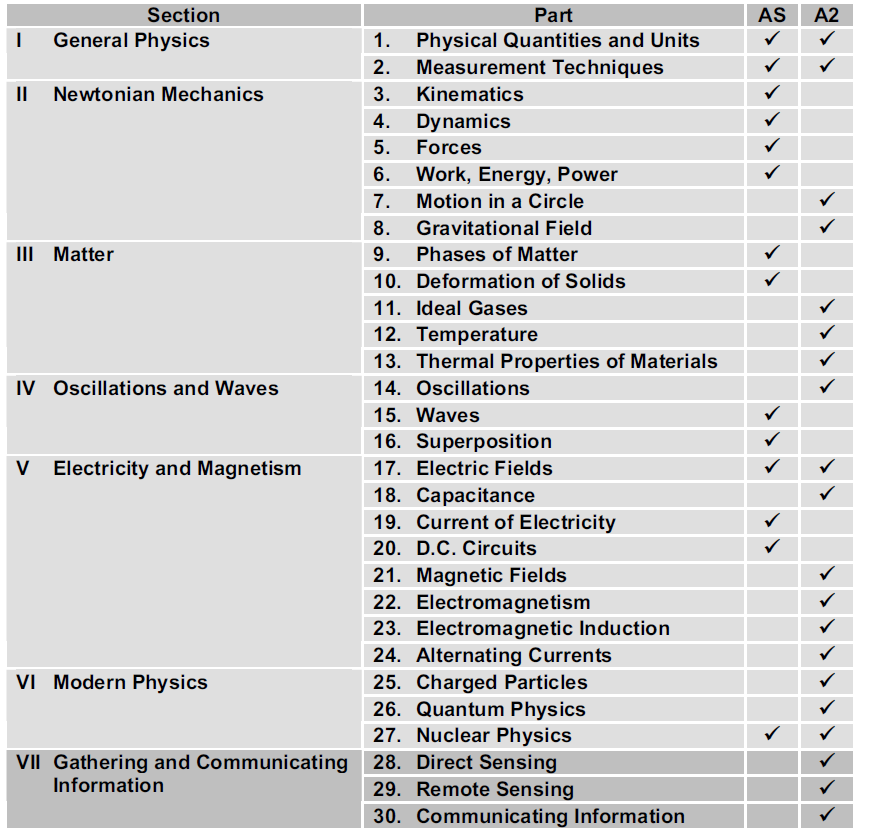 Section Part AS A2
I General Physics 1. Physical Quantities and Units ✓ ✓
2. Measurement Techniques ✓ ✓
II Newtonian Mechanics 3. Kinematics ✓
4. Dynamics ✓
5. Forces ✓
6. Work, Energy, Power ✓
7. Motion in a Circle ✓
8. Gravitational Field ✓
III Matter 9. Phases of Matter ✓
10. Deformation of Solids ✓
11. Ideal Gases ✓
12. Temperature ✓
13. Thermal Properties of Materials ✓
IV Oscillations and Waves 14. Oscillations ✓
15. Waves ✓
16. Superposition ✓
V Electricity and Magnetism 17. Electric Fields ✓ ✓
18. Capacitance ✓
19. Current of Electricity ✓
20. D.C. Circuits ✓
21. Magnetic Fields ✓
22. Electromagnetism ✓
23. Electromagnetic Induction ✓
24. Alternating Currents ✓
VI Modern Physics 25. Charged Particles ✓
26. Quantum Physics ✓
27. Nuclear Physics ✓ ✓
VII Gathering and Communicating 28. Direct Sensing ✓
Information 29. Remote Sensing ✓
30. Communicating Information ✓